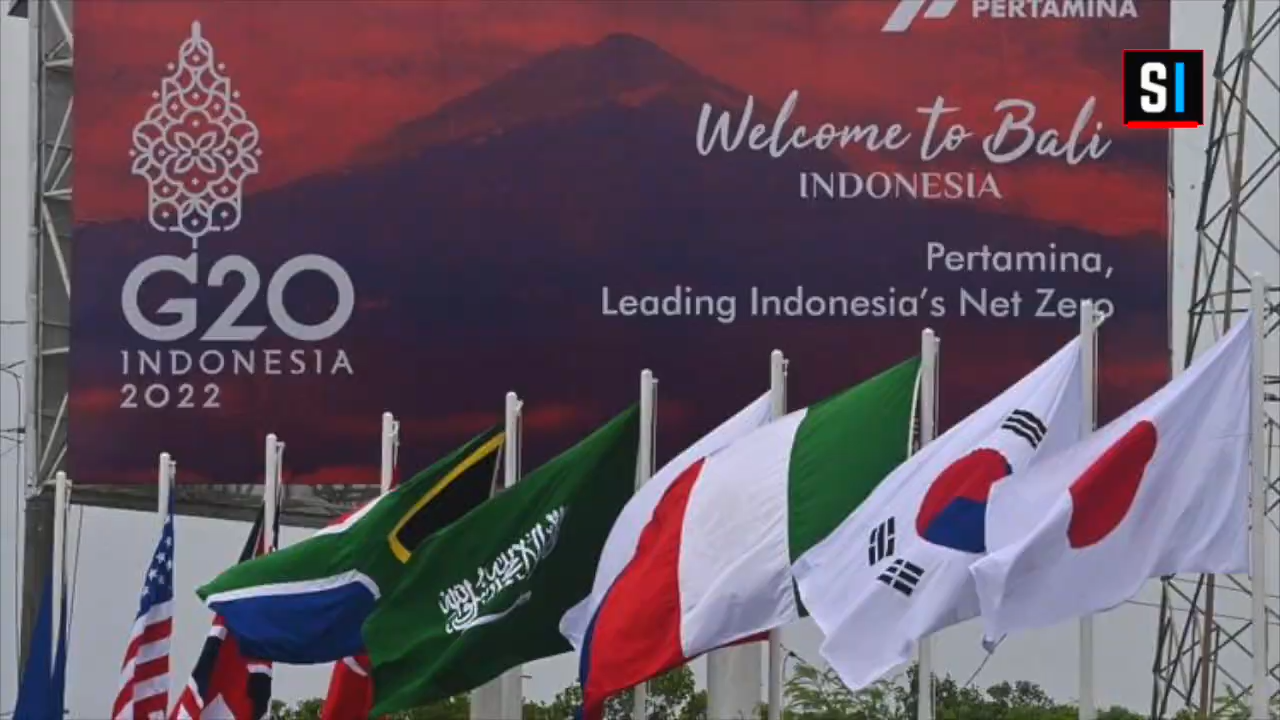 PERTAMINA
SI
Welcome to Bali
INDONESIA
Pertamina,
Leading Indonesia's Net Zero
G20
INDONESIA
2022